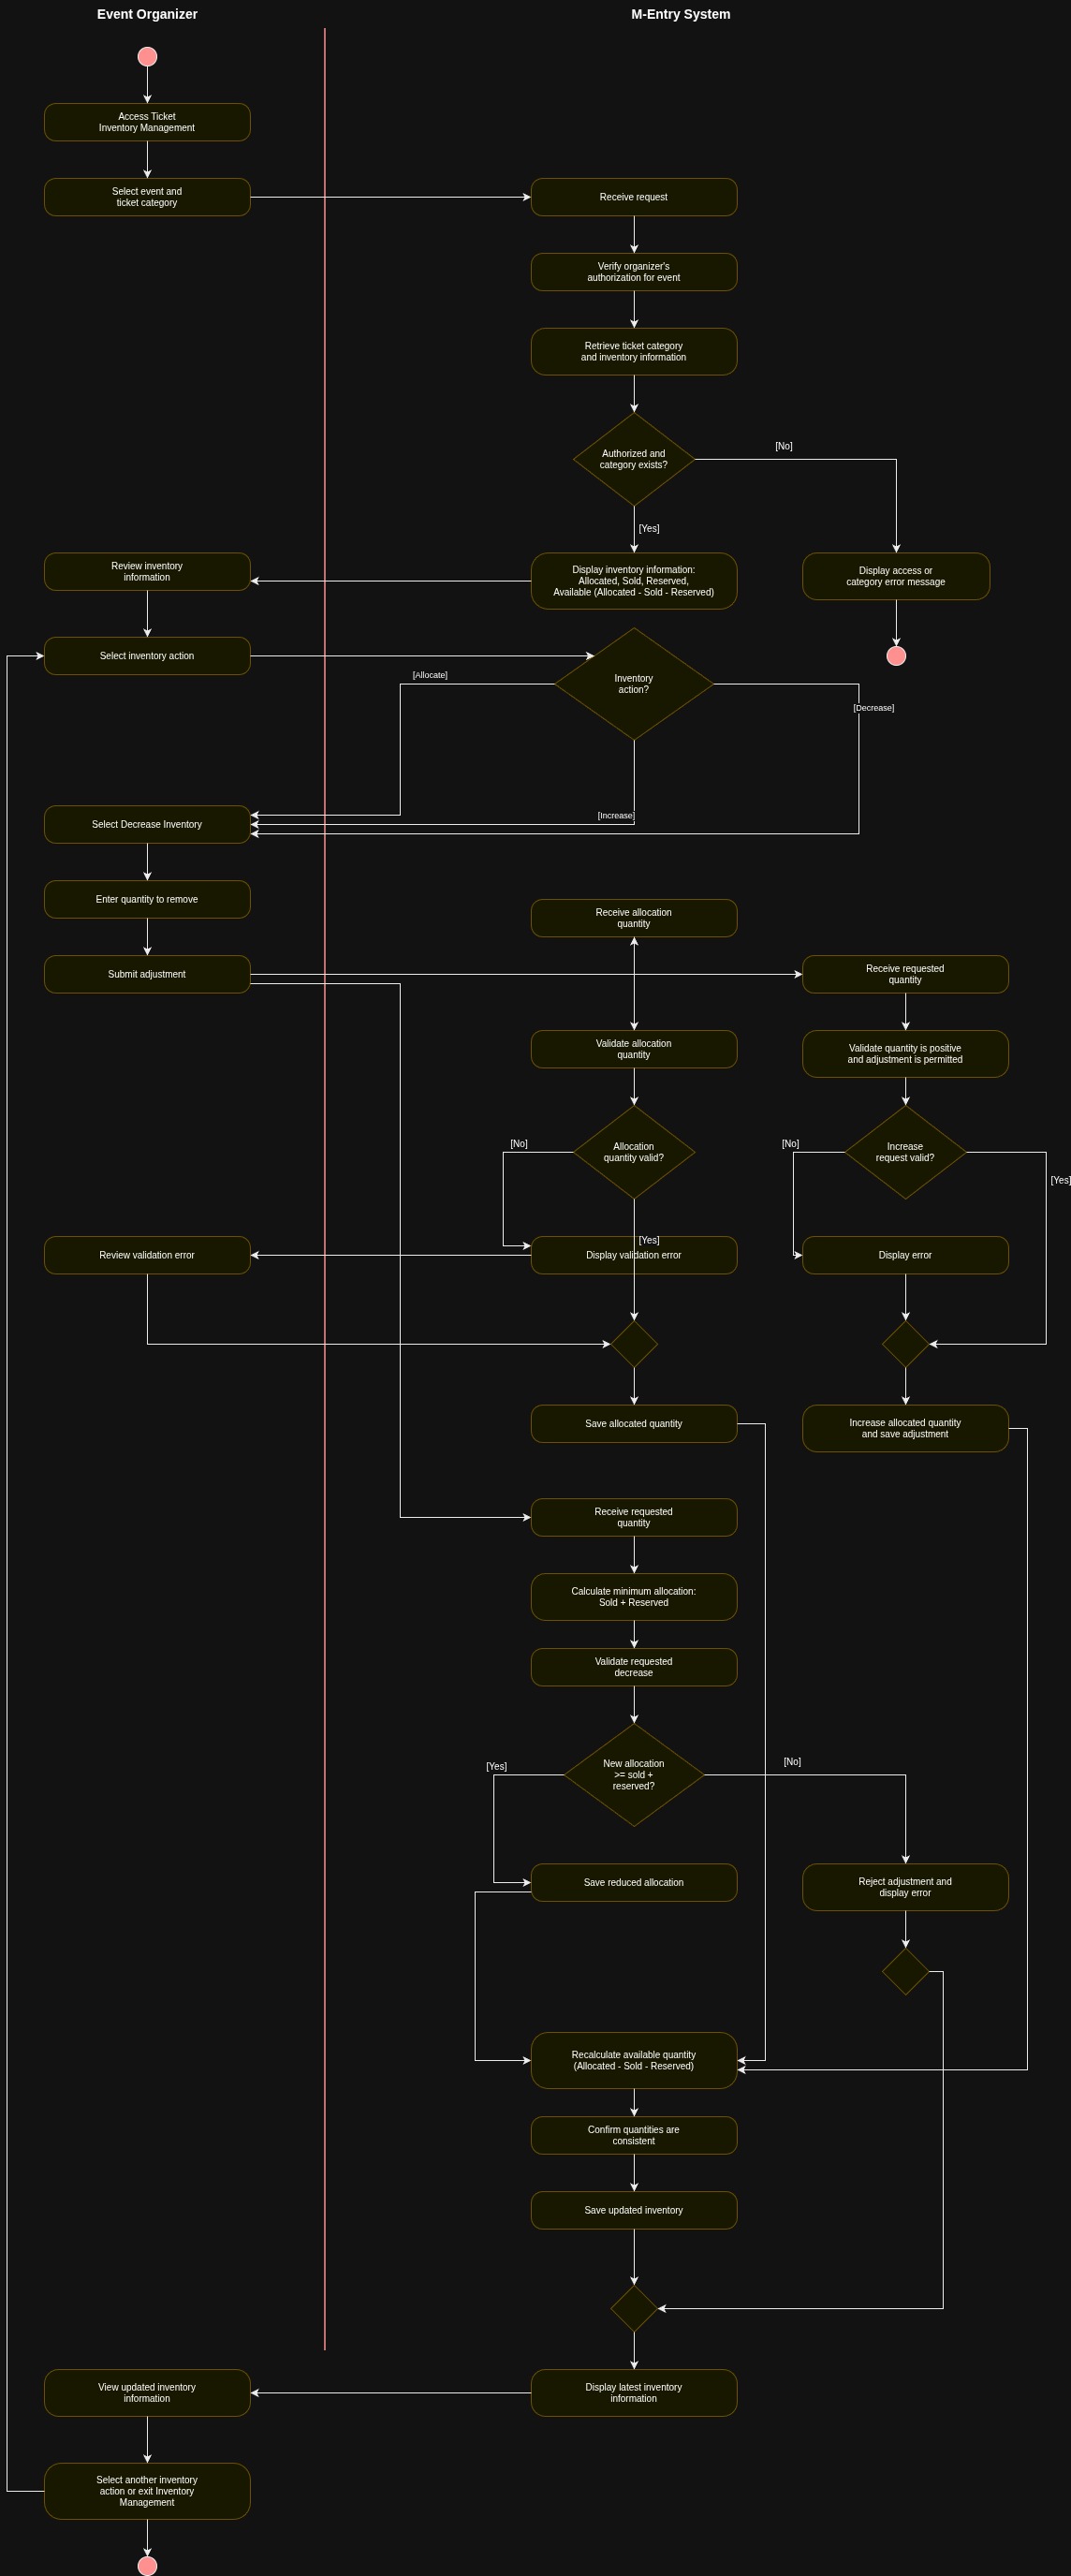 Event Organizer
M-Entry System
Access Ticket
Inventory Management
Select event and
ticket category
Receive request
Verify organizer's
authorization for event
Retrieve ticket category
and inventory information
Authorized and
category exists?
[No]
[Yes]
Review inventory
information
Display inventory information:
Allocated, Sold, Reserved,
Available (Allocated - Sold - Reserved)
Display access or
category error message
Select inventory action
Inventory
action?
[Allocate]
[Decrease]
[Increase]
Select Decrease Inventory
Enter quantity to remove
Receive allocation
quantity
Submit adjustment
Receive requested
quantity
Validate allocation
quantity
Validate quantity is positive
and adjustment is permitted
[No]
Allocation
quantity valid?
[No]
Increase
request valid?
[Yes]
[Yes]
Review validation error
Display validation error
Display error
Save allocated quantity
Increase allocated quantity
and save adjustment
Receive requested
quantity
Calculate minimum allocation:
Sold + Reserved
Validate requested
decrease
[Yes]
New allocation
>= sold +
reserved?
[No]
Save reduced allocation
Reject adjustment and
display error
Recalculate available quantity
(Allocated - Sold - Reserved)
Confirm quantities are
consistent
Save updated inventory
View updated inventory
information
Display latest inventory
information
Select another inventory
action or exit Inventory
Management